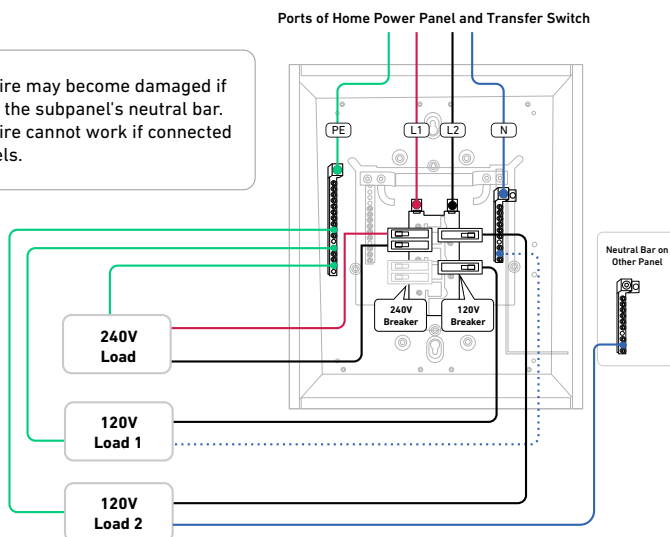 Ports of Home Power Panel and Transfer Switch
ire may become damaged if
the subpanel's neutral bar.
ire cannot work if connected
els.
PE
L1
L2
N
Neutral Bar on
Other Panel
240V
Breaker
120V
Breaker
240V
Load
120V
Load 1
120V
Load 2